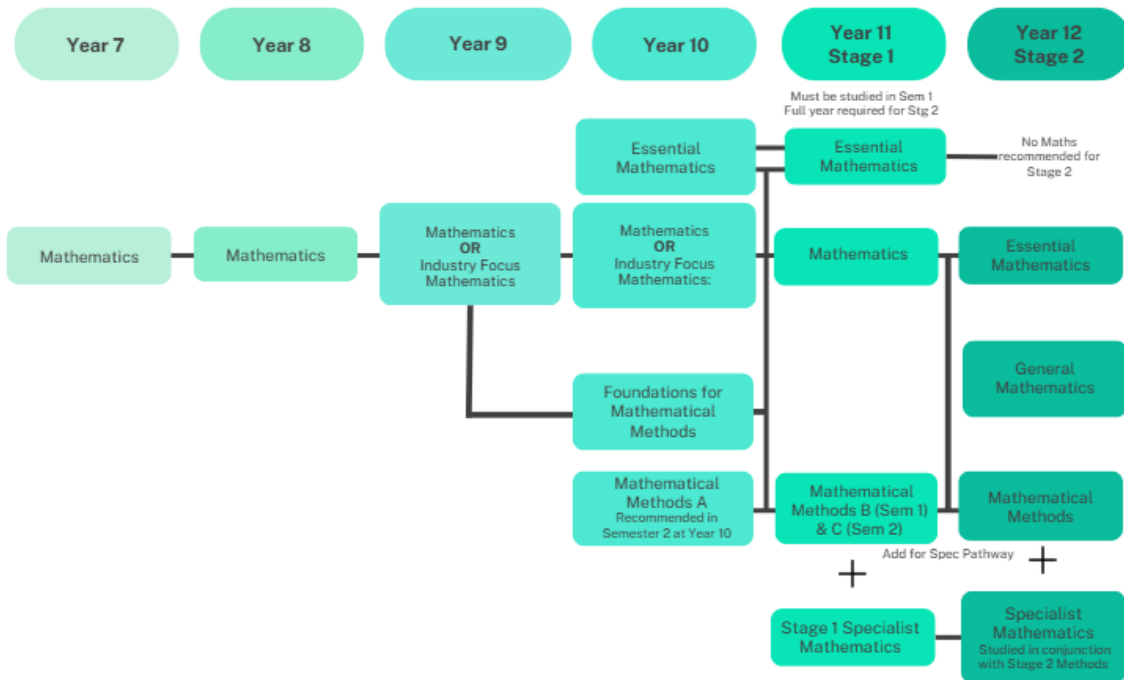 Year 7
Year 8
Year 9
Year 10
Year 11
Stage 1
Year 12
Stage 2
Must be studied in Sem 1
Full year required for Stg 2
Essential
Mathematics
Essential
Mathematics
No Maths
recommended for
Stage 2
Mathematics
Mathematics
Mathematics
OR
Industry Focus
Mathematics
Mathematics
OR
Industry Focus
Mathematics:
Mathematics
Essential
Mathematics
General
Mathematics
Foundations for
Mathematical
Methods
Mathematical
Methods A
Recommended in
Semester 2 at Year 10
Mathematical
Methods B (Sem 1)
& C (Sem 2)
Mathematical
Methods
Add for Spec Pathway
Stage 1 Specialist
Mathematics
Specialist
Mathematics
Studied in conjunction
with Stage 2 Methods